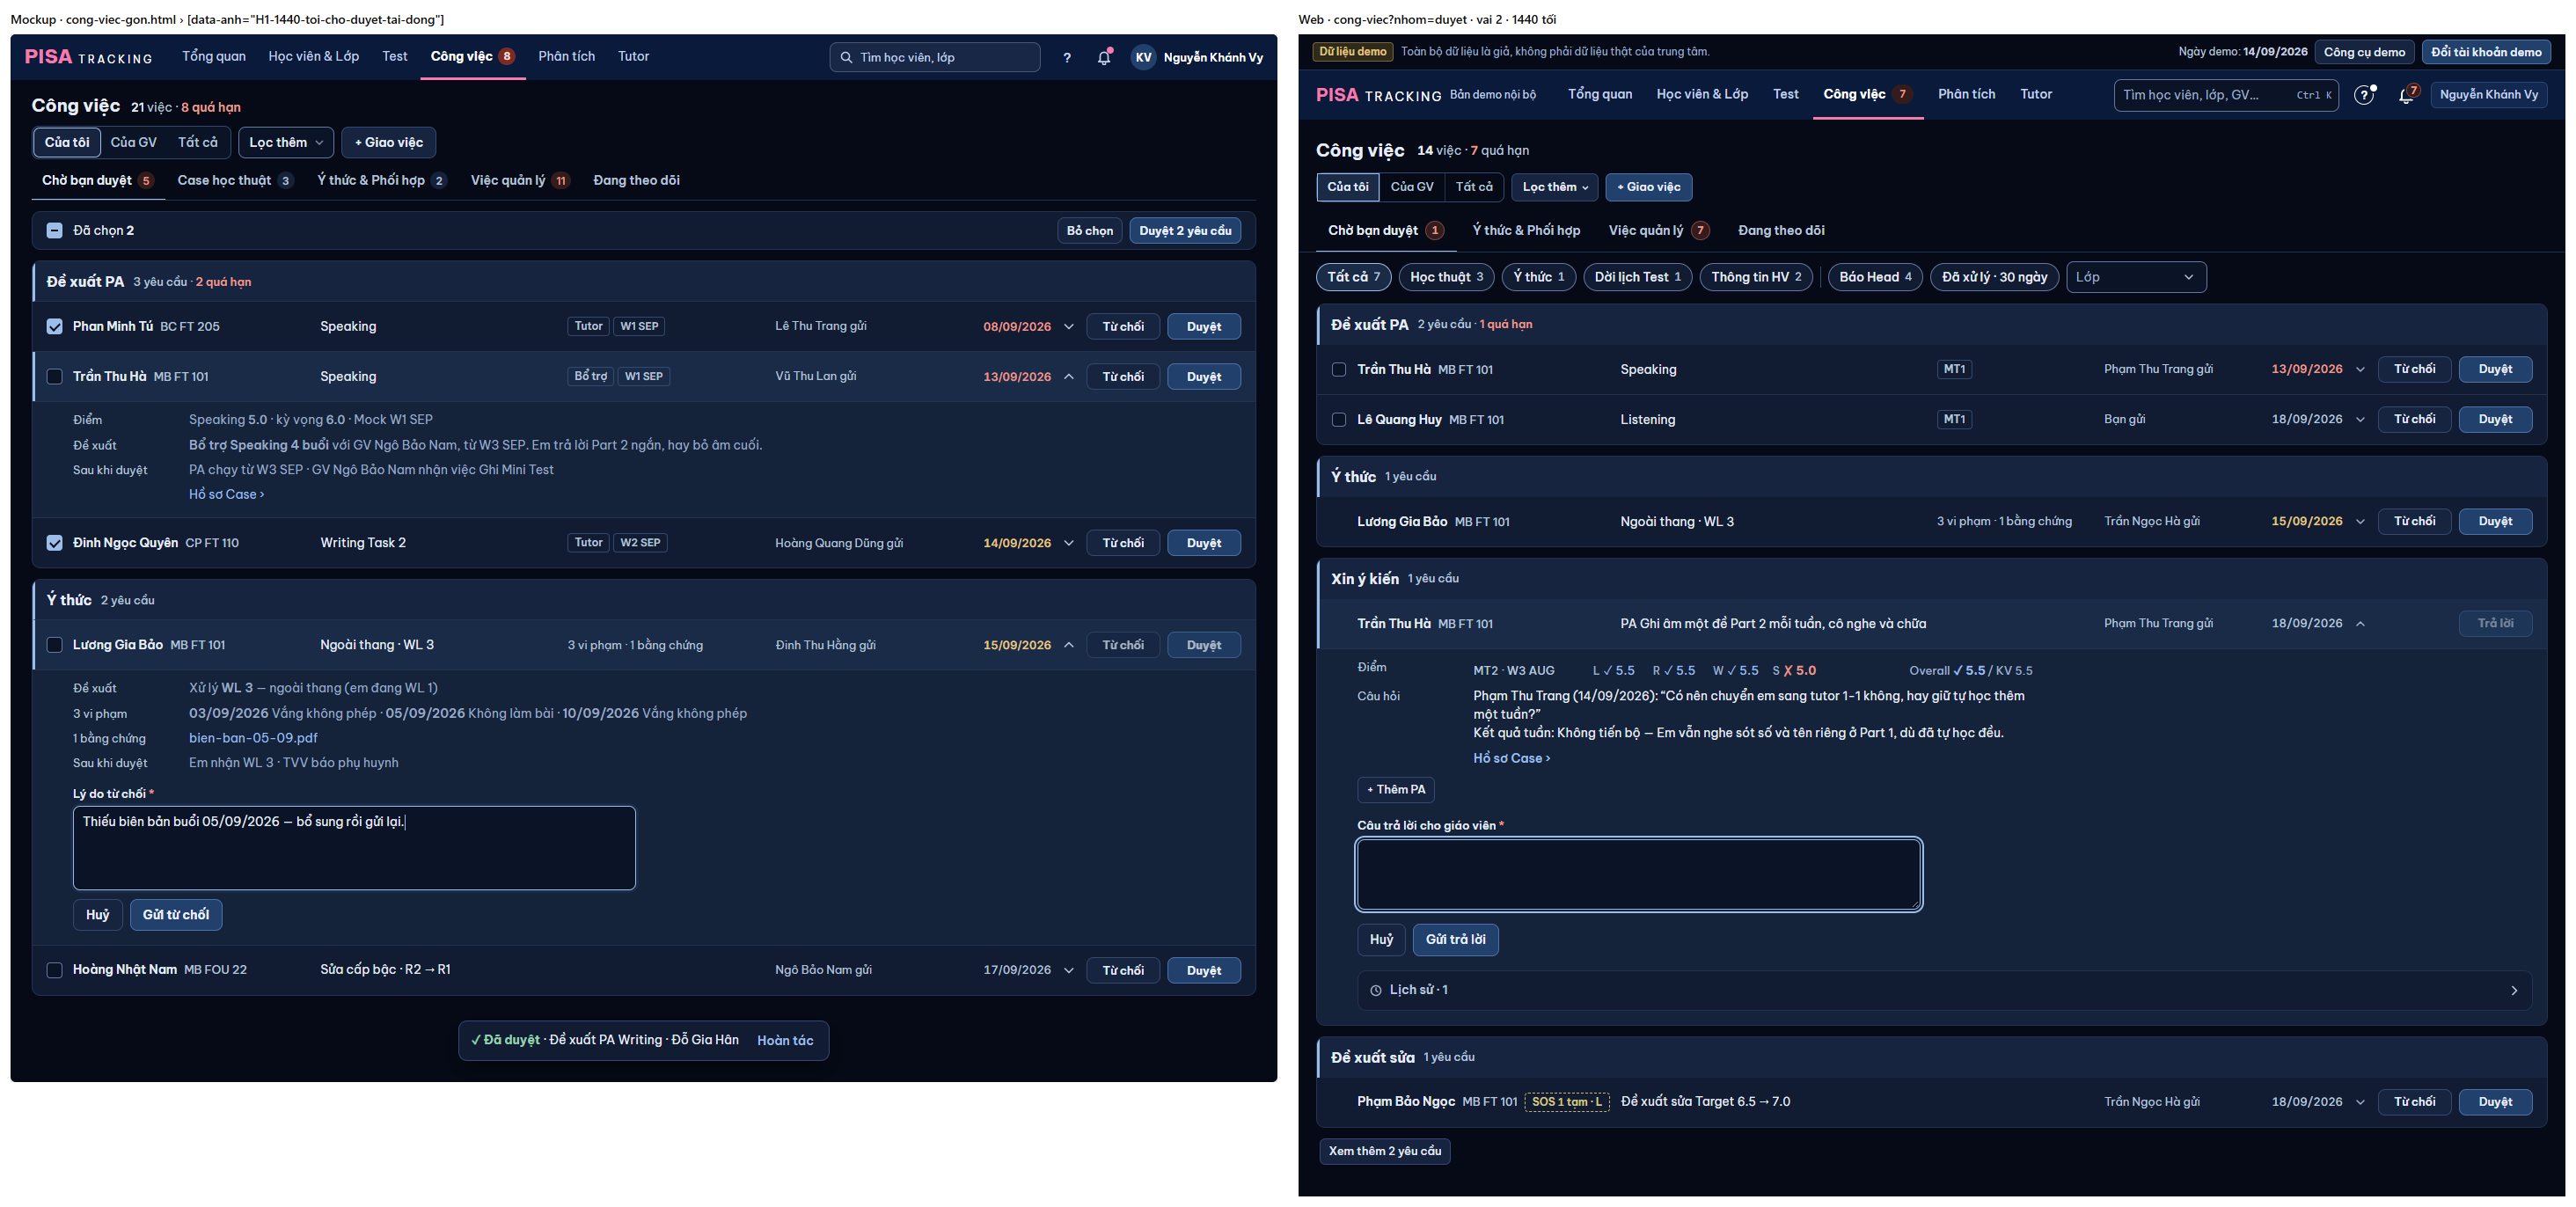 Mockup · cong-viec-gon.html › [data-anh="H1-1440-toi-cho-duyet-tai-dong"]
PISA TRACKING Tổng quan Học viên & Lớp Test Công việc 8 Phân tích Tutor Tìm học viên, lớp ? KV Nguyễn Khánh Vy
Công việc 21 việc · 8 quá hạn
Của tôi Của GV Tất cả Lọc thêm + Giao việc
Chờ bạn duyệt 5 Case học thuật 3 Ý thức & Phối hợp 2 Việc quản lý 11 Đang theo dõi
Đã chọn 2 Bỏ chọn Duyệt 2 yêu cầu
Đề xuất PA 3 yêu cầu · 2 quá hạn
Phan Minh Tú BC FT 205 Speaking Tutor W1 SEP Lê Thu Trang gửi 08/09/2026 Từ chối Duyệt
Trần Thu Hà MB FT 101 Speaking Bổ trợ W1 SEP Vũ Thu Lan gửi 13/09/2026 Từ chối Duyệt
Điểm Speaking 5.0 · kỳ vọng 6.0 · Mock W1 SEP
Đề xuất Bổ trợ Speaking 4 buổi với GV Ngô Bảo Nam, từ W3 SEP. Em trả lời Part 2 ngắn, hay bỏ âm cuối.
Sau khi duyệt PA chạy từ W3 SEP · GV Ngô Bảo Nam nhận việc Ghi Mini Test
Hồ sơ Case ›
Đinh Ngọc Quyên CP FT 110 Writing Task 2 Tutor W2 SEP Hoàng Quang Dũng gửi 14/09/2026 Từ chối Duyệt
Ý thức 2 yêu cầu
Lương Gia Bảo MB FT 101 Ngoài thang · WL 3 3 vi phạm · 1 bằng chứng Đinh Thu Hằng gửi 15/09/2026 Từ chối Duyệt
Đề xuất Xử lý WL 3 — ngoài thang (em đang WL 1)
3 vi phạm 03/09/2026 Vắng không phép · 05/09/2026 Không làm bài · 10/09/2026 Vắng không phép
1 bằng chứng bien-ban-05-09.pdf
Sau khi duyệt Em nhận WL 3 · TVV báo phụ huynh
Lý do từ chối *
Thiếu biên bản buổi 05/09/2026 — bổ sung rồi gửi lại.
Huỷ Gửi từ chối
Hoàng Nhật Nam MB FOU 22 Sửa cấp bậc · R2 → R1 Ngô Bảo Nam gửi 17/09/2026 Từ chối Duyệt
✓ Đã duyệt · Đề xuất PA Writing · Đỗ Gia Hân Hoàn tác
Web · cong-viec?nhom=duyet · vai 2 · 1440 tối
Dữ liệu demo Toàn bộ dữ liệu là giả, không phải dữ liệu thật của trung tâm. Ngày demo: 14/09/2026 Công cụ demo Đổi tài khoản demo
PISA TRACKING Bản demo nội bộ Tổng quan Học viên & Lớp Test Công việc 7 Phân tích Tutor Tìm học viên, lớp, GV... Ctrl K ? 7 Nguyễn Khánh Vy
Công việc 14 việc · 7 quá hạn
Của tôi Của GV Tất cả Lọc thêm + Giao việc
Chờ bạn duyệt 1 Ý thức & Phối hợp Việc quản lý 7 Đang theo dõi
Tất cả 7 Học thuật 3 Ý thức 1 Dời lịch Test 1 Thông tin HV 2 Báo Head 4 Đã xử lý · 30 ngày Lớp
Đề xuất PA 2 yêu cầu · 1 quá hạn
Trần Thu Hà MB FT 101 Speaking MT1 Phạm Thu Trang gửi 13/09/2026 Từ chối Duyệt
Lê Quang Huy MB FT 101 Listening MT1 Bạn gửi 18/09/2026 Từ chối Duyệt
Ý thức 1 yêu cầu
Lương Gia Bảo MB FT 101 Ngoài thang · WL 3 3 vi phạm · 1 bằng chứng Trần Ngọc Hà gửi 15/09/2026 Từ chối Duyệt
Xin ý kiến 1 yêu cầu
Trần Thu Hà MB FT 101 PA Ghi âm một đề Part 2 mỗi tuần, cô nghe và chữa Phạm Thu Trang gửi 18/09/2026 Trả lời
Điểm MT2 · W3 AUG L ✓ 5.5 R ✓ 5.5 W ✓ 5.5 S ✗ 5.0 Overall ✓ 5.5 / KV 5.5
Câu hỏi Phạm Thu Trang (14/09/2026): “Có nên chuyển em sang tutor 1-1 không, hay giữ tự học thêm
một tuần?”
Kết quả tuần: Không tiến bộ — Em vẫn nghe sót số và tên riêng ở Part 1, dù đã tự học đều.
Hồ sơ Case ›
+ Thêm PA
Câu trả lời cho giáo viên *
Huỷ Gửi trả lời
Lịch sử · 1
Đề xuất sửa 1 yêu cầu
Phạm Bảo Ngọc MB FT 101 SOS 1 tạm · L Đề xuất sửa Target 6.5 → 7.0 Trần Ngọc Hà gửi 18/09/2026 Từ chối Duyệt
Xem thêm 2 yêu cầu